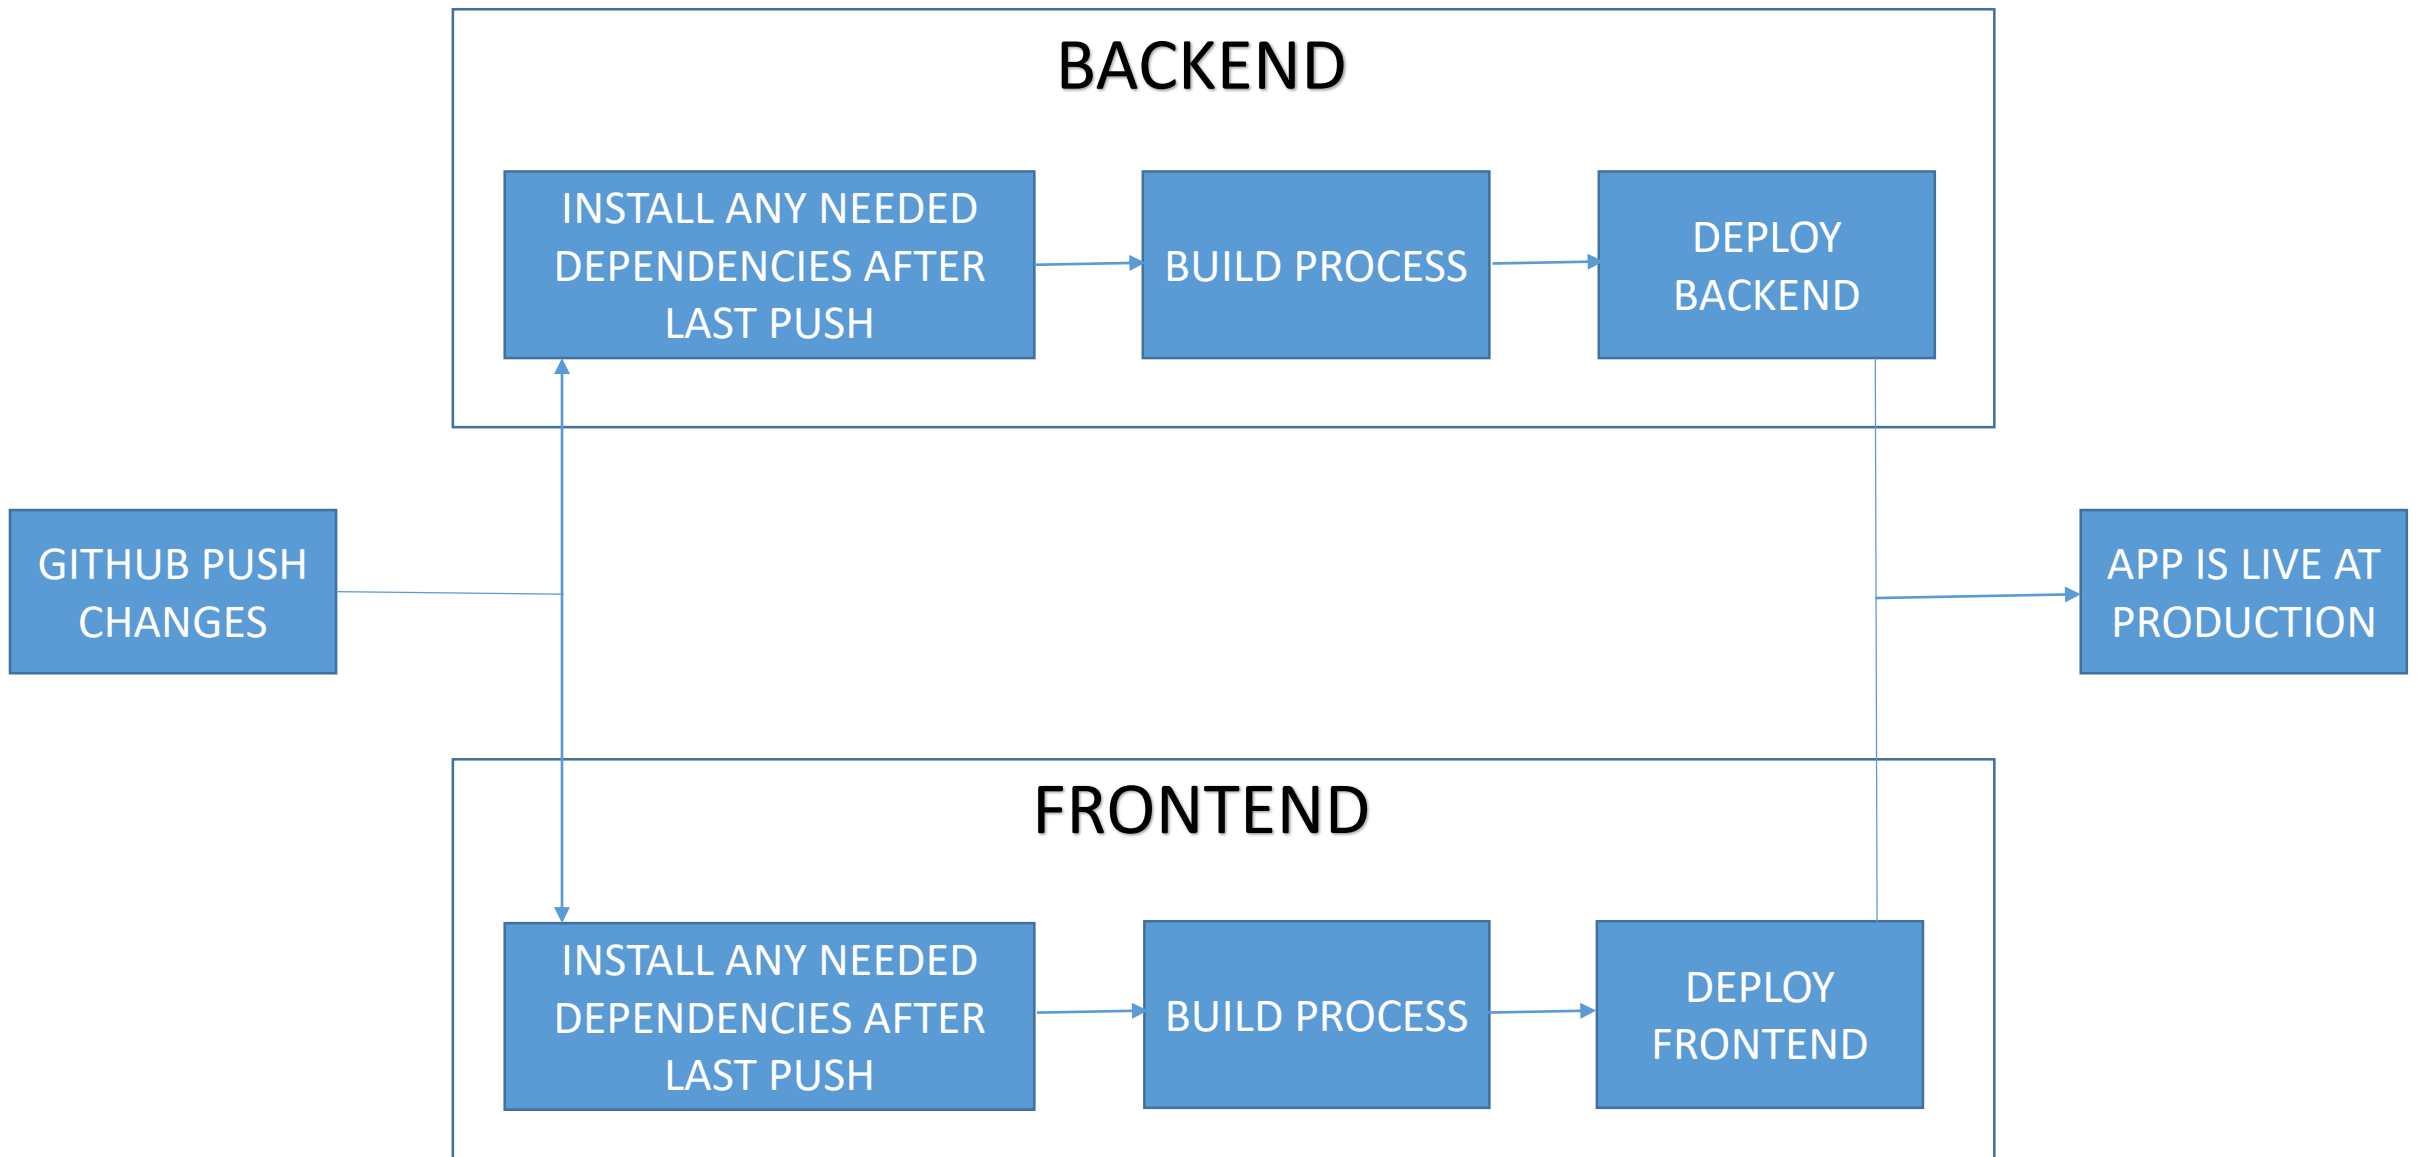 BACKEND
INSTALL ANY NEEDED
DEPENDENCIES AFTER
LAST PUSH
BUILD PROCESS
DEPLOY
BACKEND
GITHUB PUSH
CHANGES
APP IS LIVE AT
PRODUCTION
FRONTEND
INSTALL ANY NEEDED
DEPENDENCIES AFTER
LAST PUSH
BUILD PROCESS
DEPLOY
FRONTEND